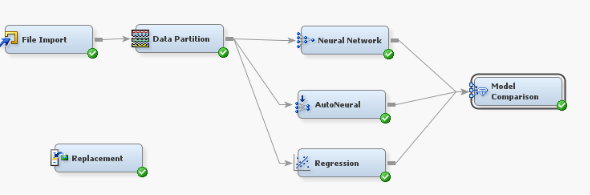 File Import
Data Partition
Neural Network
AutoNeural
Model
Comparison
Replacement
Regression